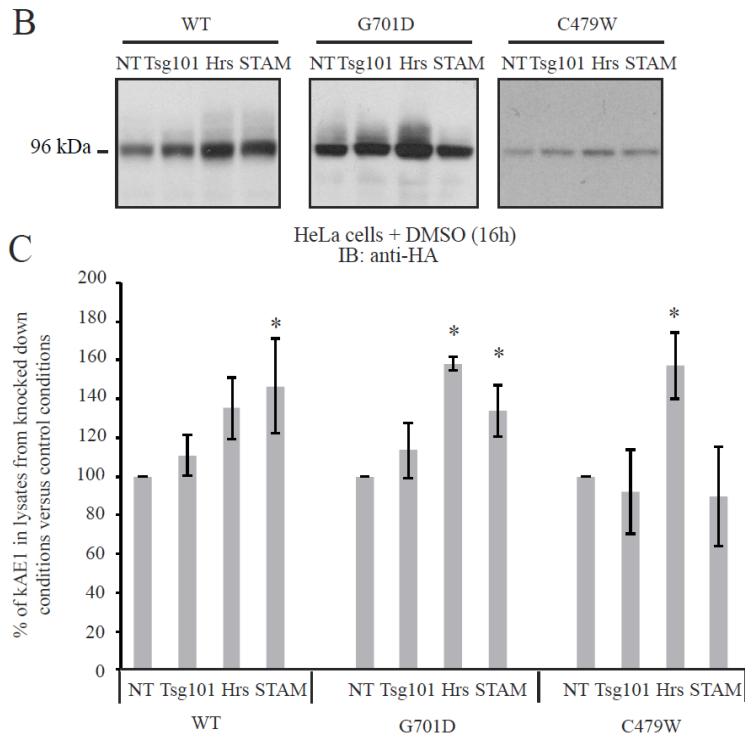 B
WT G701D C479W
NT Tsg101 Hrs STAM NT Tsg101 Hrs STAM NT Tsg101 Hrs STAM
96 kDa
HeLa cells + DMSO (16h)
IB: anti-HA
C
% of kAE1 in lysates from knocked down
conditions versus control conditions
200
180
160
140
120
100
80
60
40
20
0
* * * *
NT Tsg101 Hrs STAM NT Tsg101 Hrs STAM NT Tsg101 Hrs STAM
WT G701D C479W